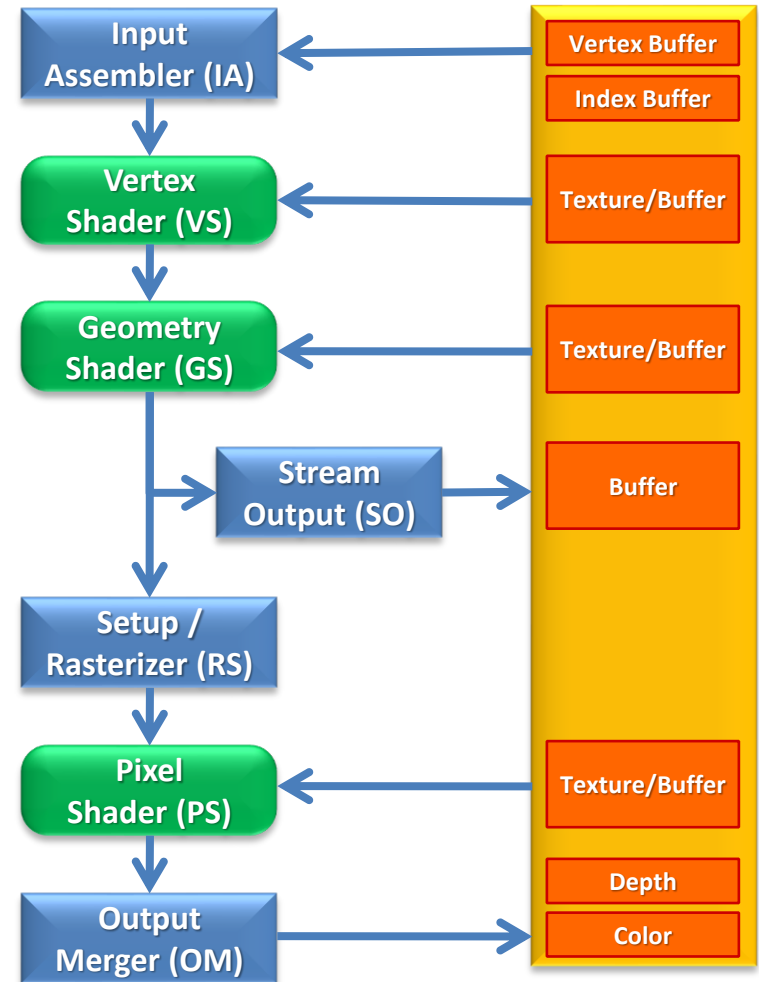 Input
Assembler (IA)
Vertex Buffer
Index Buffer
Vertex
Shader (VS)
Texture/Buffer
Geometry
Shader (GS)
Texture/Buffer
Stream
Output (SO)
Buffer
Setup /
Rasterizer (RS)
Pixel
Shader (PS)
Texture/Buffer
Depth
Output
Merger (OM)
Color